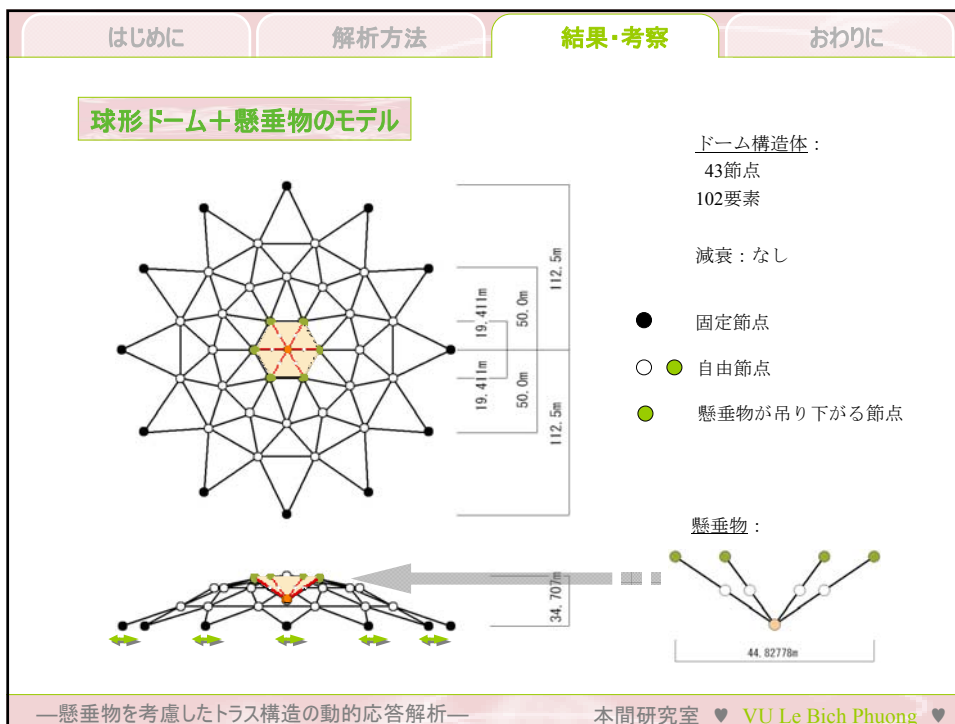 はじめに
解析方法
結果・考察
おわりに
球形ドーム＋懸垂物のモデル
ドーム構造体：
43節点
102要素
減衰：なし
固定節点
自由節点
懸垂物が吊り下がる節点
112.5m
50.0m
19.411m
19.411m
50.0m
112.5m
懸垂物：
34.707m
44.82778m
―懸垂物を考慮したトラス構造の動的応答解析―
本間研究室 ♥ VU Le Bich Phuong ♥